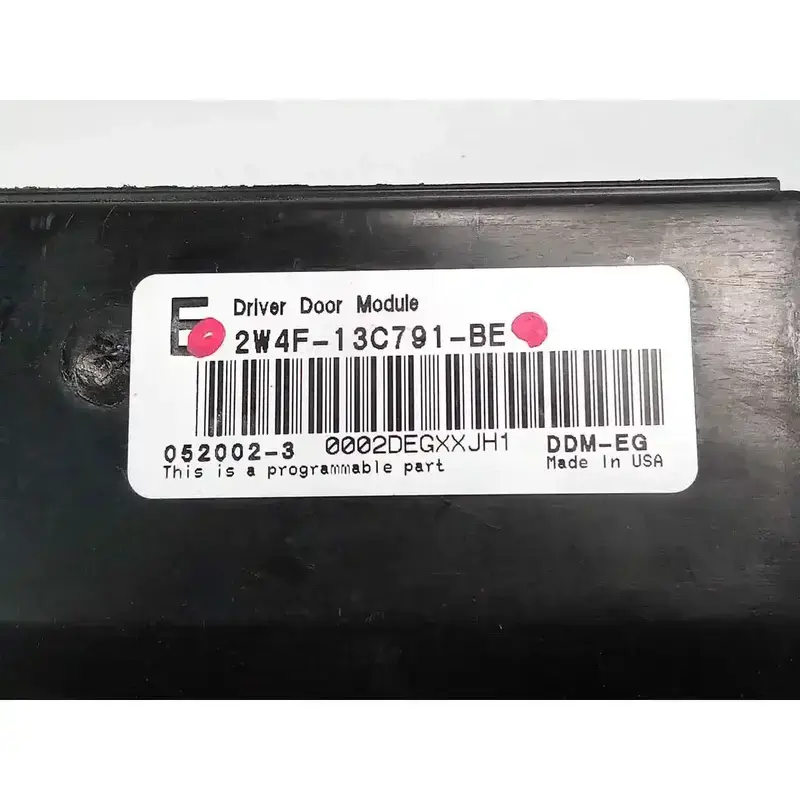 E
Driver Door Module
2W4F-13C791-BE
052002-3 0002DEGXXJH1 DDM-EG
This is a programmable part Made In USA